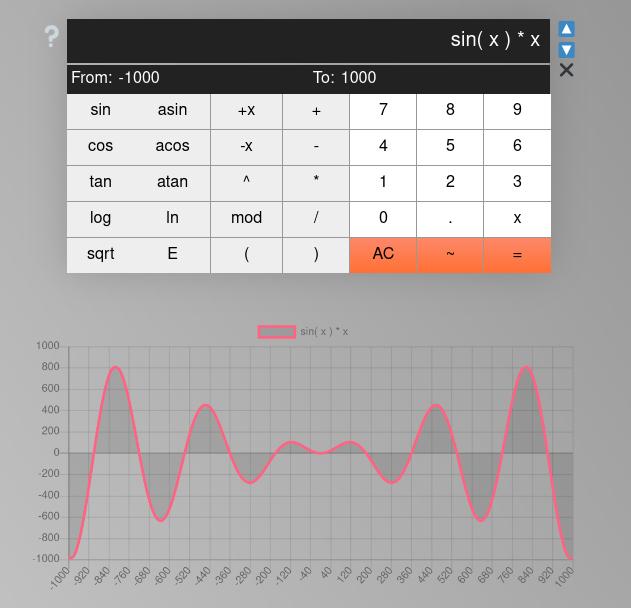 ?
sin( x ) * x
From: -1000 To: 1000
sin asin +x + 7 8 9
cos acos -x - 4 5 6
tan atan ^ * 1 2 3
log ln mod / 0 . x
sqrt E ( ) AC ~ =
sin( x ) * x
1000
800
600
400
200
0
-200
-400
-600
-800
-1000
-1000 -920 -840 -760 -680 -600 -520 -440 -360 -280 -200 -120 -40 40 120 200 280 360 440 520 600 680 760 840 920 1000